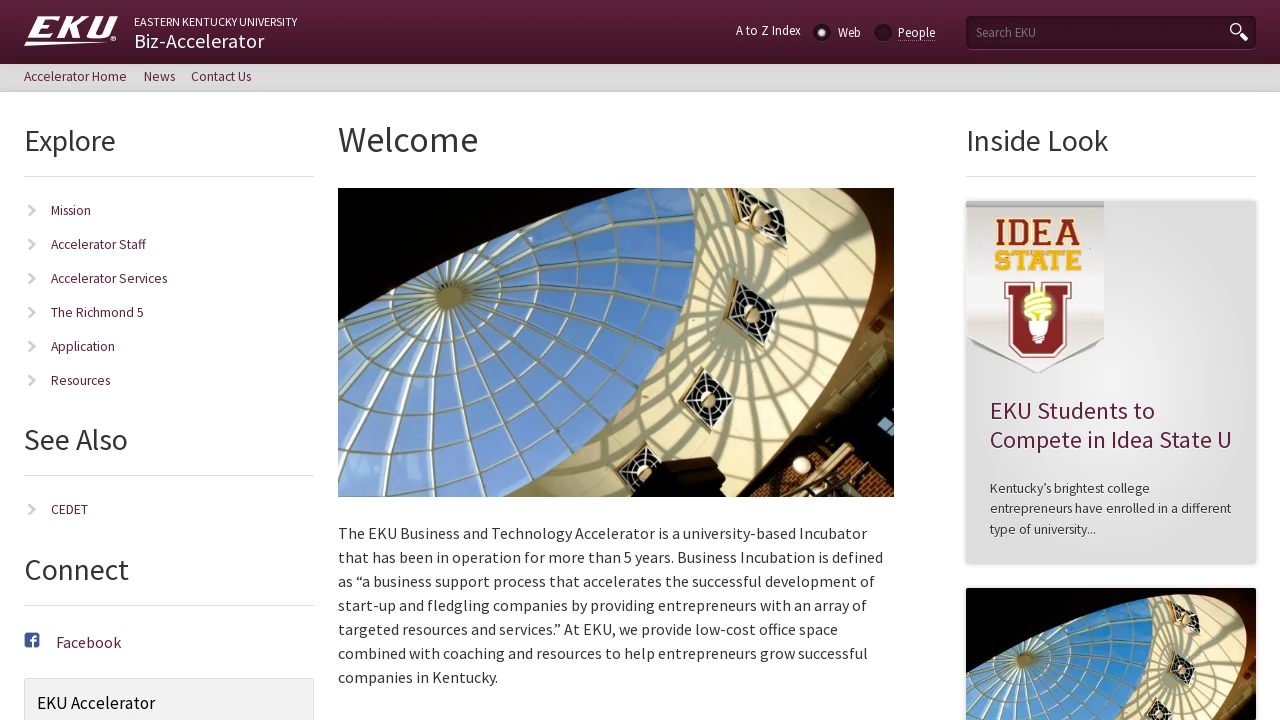 EKU
EASTERN KENTUCKY UNIVERSITY
Biz-Accelerator
A to Z Index
Web
People
Search EKU
Accelerator Home
News
Contact Us
Explore
Mission
Accelerator Staff
Accelerator Services
The Richmond 5
Application
Resources
See Also
CEDET
Connect
Facebook
EKU Accelerator
Welcome
The EKU Business and Technology Accelerator is a university-based Incubator
that has been in operation for more than 5 years. Business Incubation is defined
as “a business support process that accelerates the successful development of
start-up and fledgling companies by providing entrepreneurs with an array of
targeted resources and services.” At EKU, we provide low-cost office space
combined with coaching and resources to help entrepreneurs grow successful
companies in Kentucky.
Inside Look
IDEA
STATE
U
EKU Students to
Compete in Idea State U
Kentucky’s brightest college
entrepreneurs have enrolled in a different
type of university...